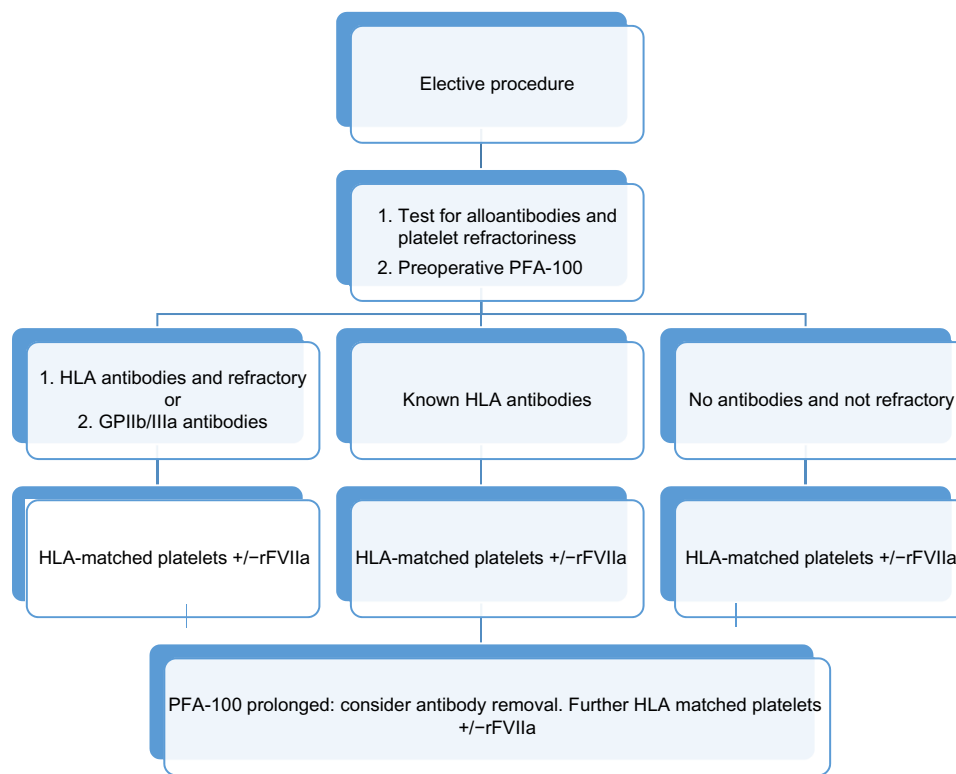 Elective procedure
1. Test for alloantibodies and
platelet refractoriness
2. Preoperative PFA-100
1. HLA antibodies and refractory
or
2. GPIIb/IIIa antibodies
Known HLA antibodies
No antibodies and not refractory
HLA-matched platelets +/−rFVIIa
HLA-matched platelets +/−rFVIIa
HLA-matched platelets +/−rFVIIa
PFA-100 prolonged: consider antibody removal. Further HLA matched platelets
+/−rFVIIa